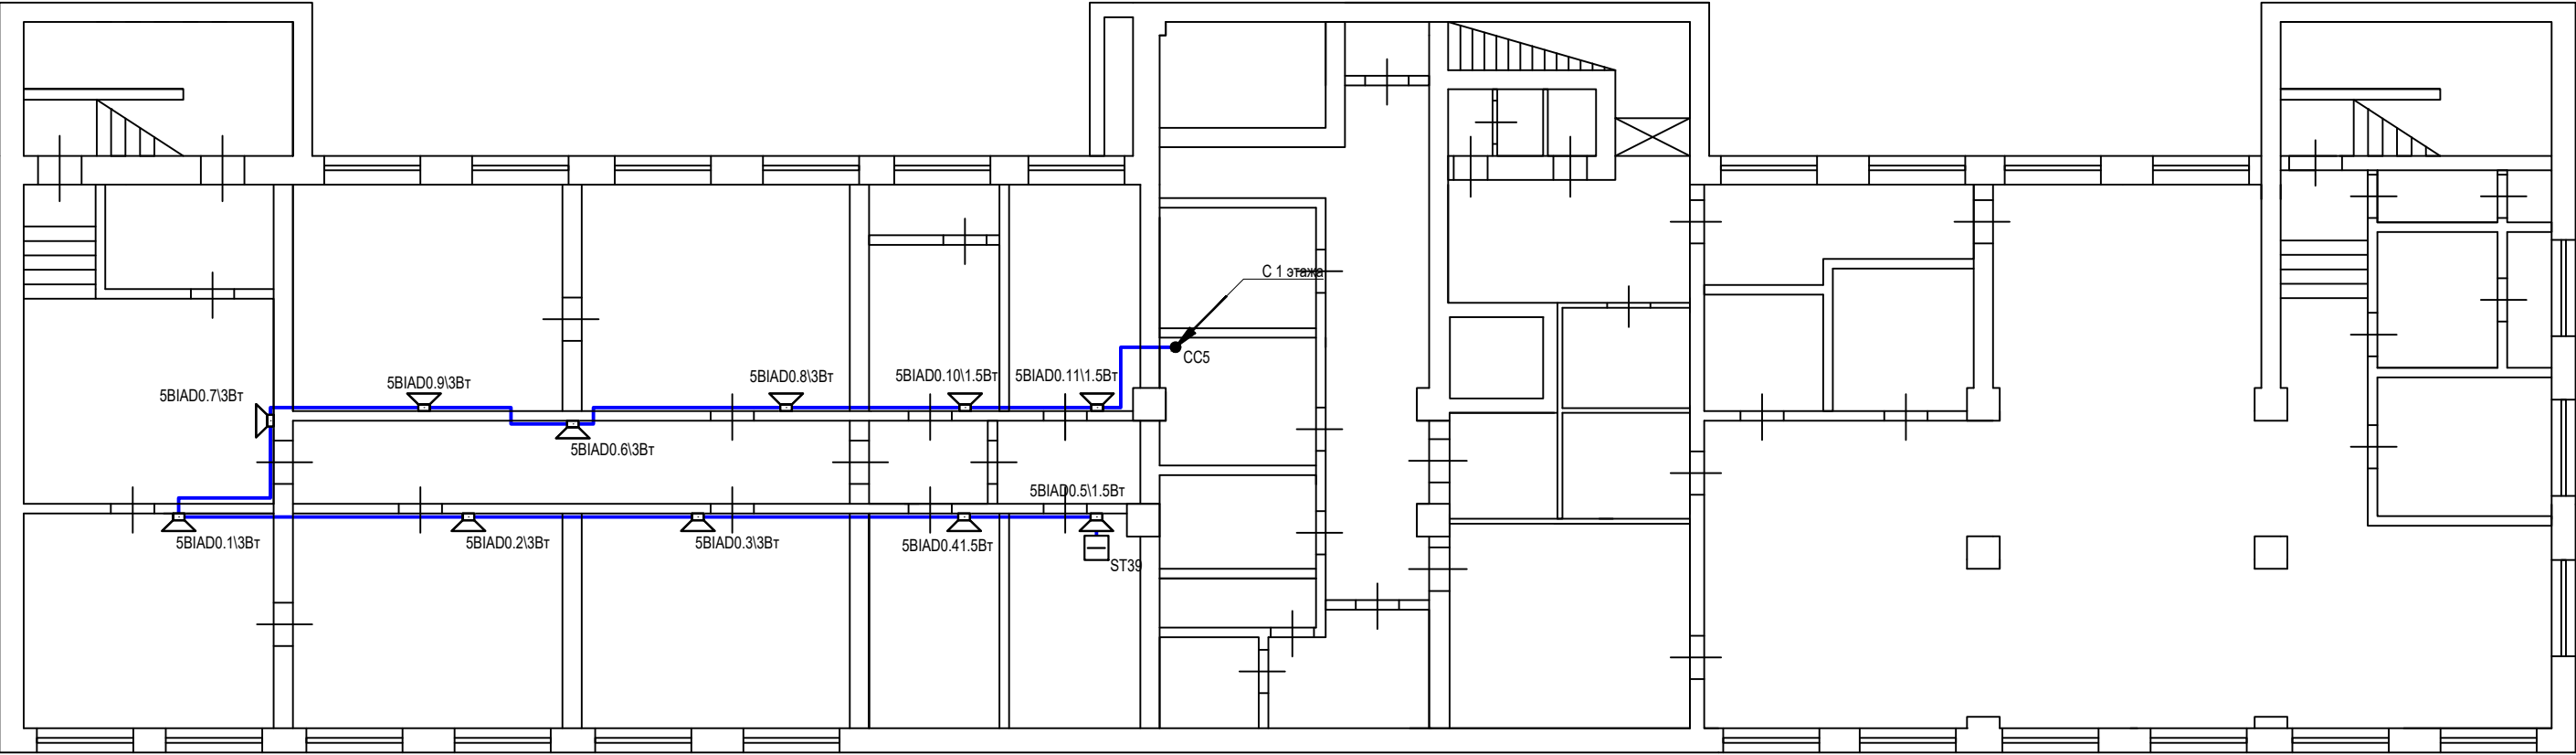 С 1 этажа
CC5
5BIAD0.7\3Вт
5BIAD0.9\3Вт
5BIAD0.8\3Вт
5BIAD0.10\1.5Вт
5BIAD0.11\1.5Вт
5BIAD0.6\3Вт
5BIAD0.5\1.5Вт
5BIAD0.1\3Вт
5BIAD0.2\3Вт
5BIAD0.3\3Вт
5BIAD0.41.5Вт
ST39